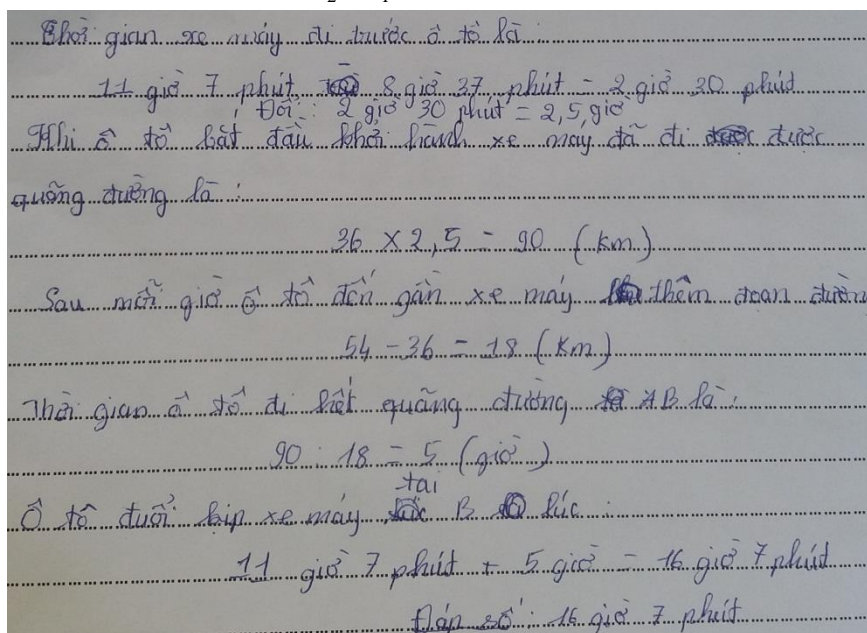 Thời gian xe máy đi trước ô tô là:
11 giờ 7 phút 8 giờ 37 phút = 2 giờ 30 phút
Đổi: 2 giờ 30 phút = 2,5 giờ
Khi ô tô bắt đầu khởi hành xe máy đã đi được
quãng đường là:
36 x 2,5 = 90 (km)
Sau mỗi giờ ô tô đến gần xe máy thêm đoạn đườn
54 - 36 = 18 (km)
Thời gian ô tô đi hết quãng đường AB là:
90 : 18 = 5 (giờ)
Ô tô đuổi kịp xe máy tại B lúc:
11 giờ 7 phút + 5 giờ = 16 giờ 7 phút
Đáp số: 16 giờ 7 phút